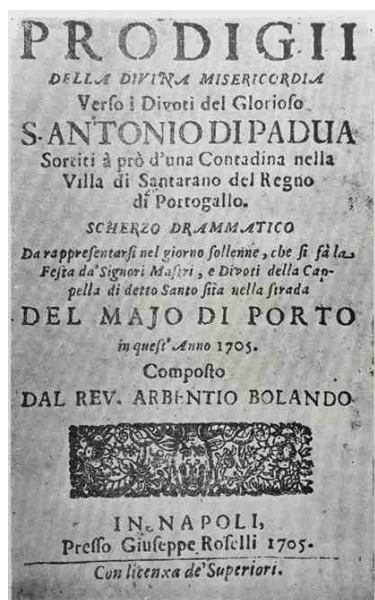 PRODIGII
DELLA DIVINA MISERICORDIA
Verso i Divoti del Glorioso
S. ANTONIO DI PADUA
Sortiti à prò d'una Contadina nella
Villa di Santarano del Regno
di Portogallo.
SCHERZO DRAMMATICO
Da rappresentarsi nel giorno sollenne, che si fà la
Festa da' Signori Mastri, e Divoti della Cap-
pella di detto Santo sita nella strada
DEL MAJO DI PORTO
in quest' Anno 1705.
Composto
DAL REV. ARBENTIO BOLANDO
IN NAPOLI,
Presso Giuseppe Roselli 1705.
Con licenza de' Superiori.